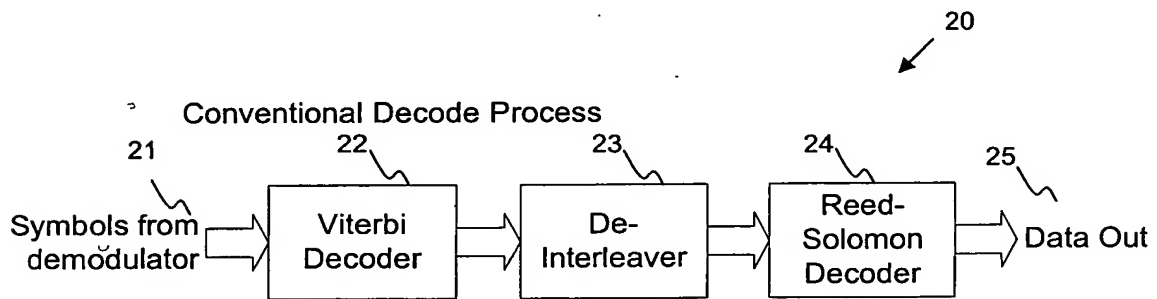 20
Conventional Decode Process
21
22
23
24
25
Symbols from
demodulator
Viterbi
Decoder
De-
Interleaver
Reed-
Solomon
Decoder
Data Out